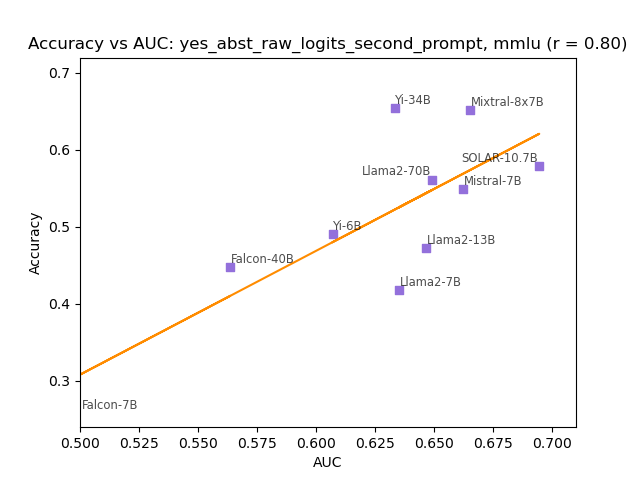 Accuracy vs AUC: yes_abst_raw_logits_second_prompt, mmlu (r = 0.80)
0.7
Yi-34B
Mixtral-8x7B
0.6
SOLAR-10.7B
Llama2-70B
Mistral-7B
0.5
Yi-6B
Llama2-13B
Falcon-40B
Llama2-7B
0.4
0.3
Falcon-7B
Accuracy
0.500 0.525 0.550 0.575 0.600 0.625 0.650 0.675 0.700
AUC